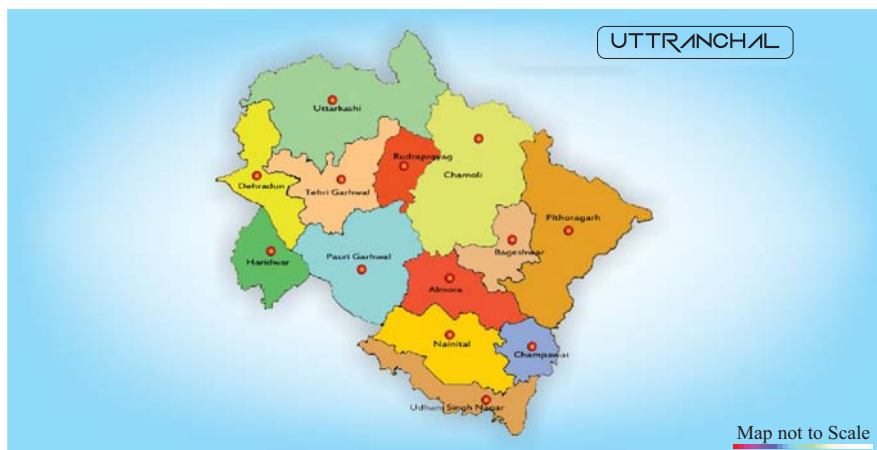 UTTRANCHAL
Uttarkashi
Rudraprayag
Chamoli
Dehradun
Tehri Garhwal
Pithoragarh
Bageshwar
Pauri Garhwal
Haridwar
Almora
Nainital
Champawat
Udham Singh Nagar
Map not to Scale